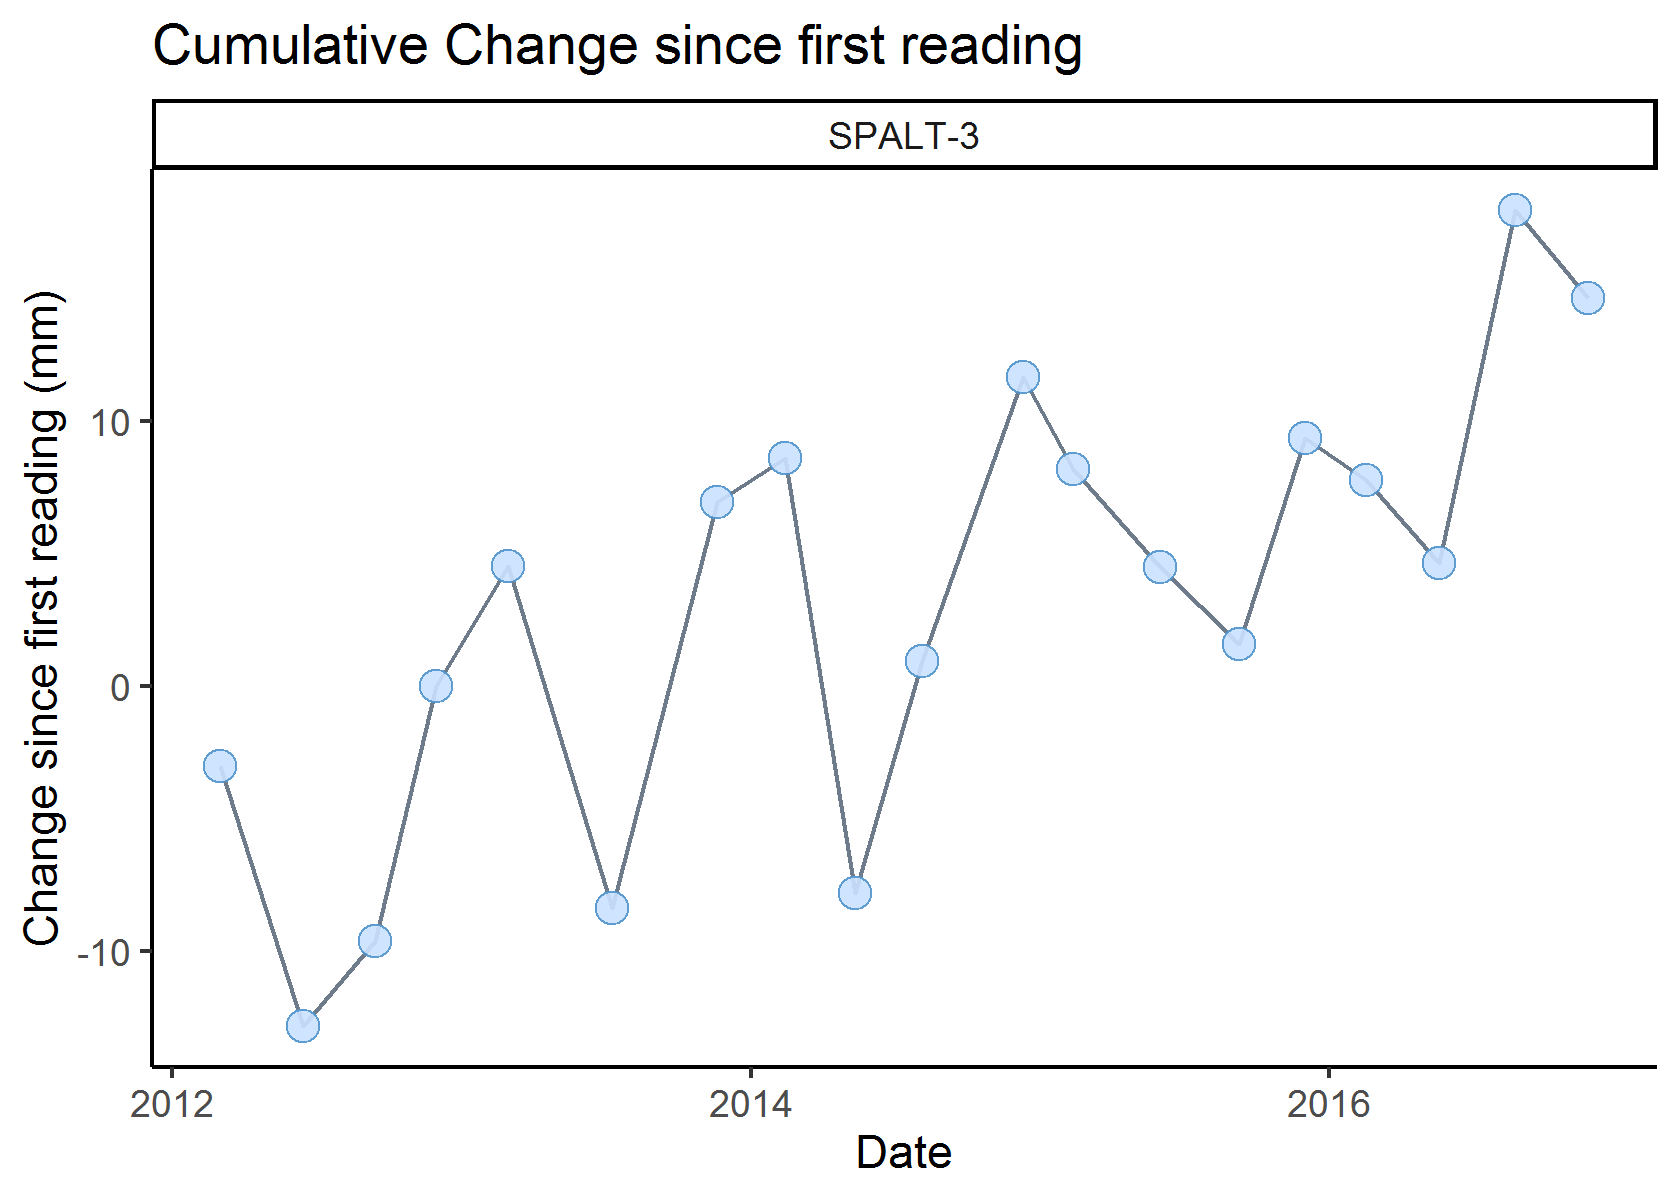 Cumulative Change since first reading
SPALT-3
Change since first reading (mm)
10
0
-10
2012
2014
2016
Date